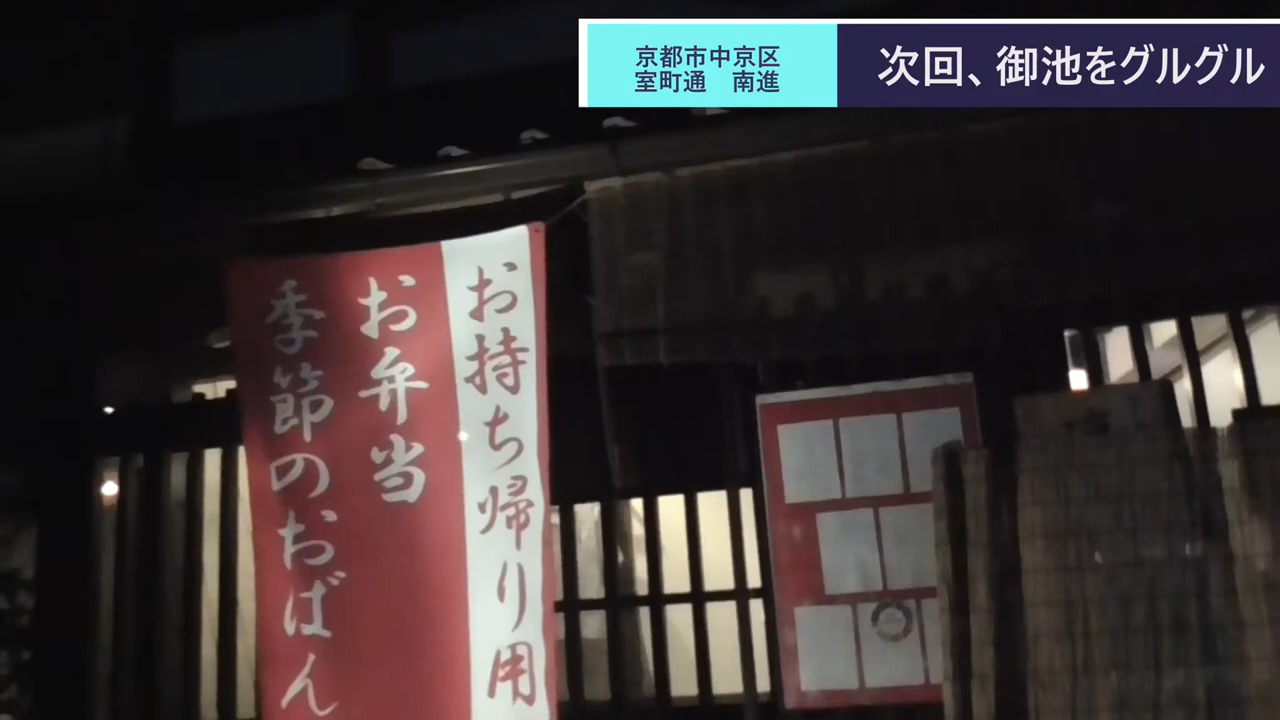 京都市中京区
室町通　南進
次回、御池をグルグル
お持ち帰り用
お弁当
季節のおばん